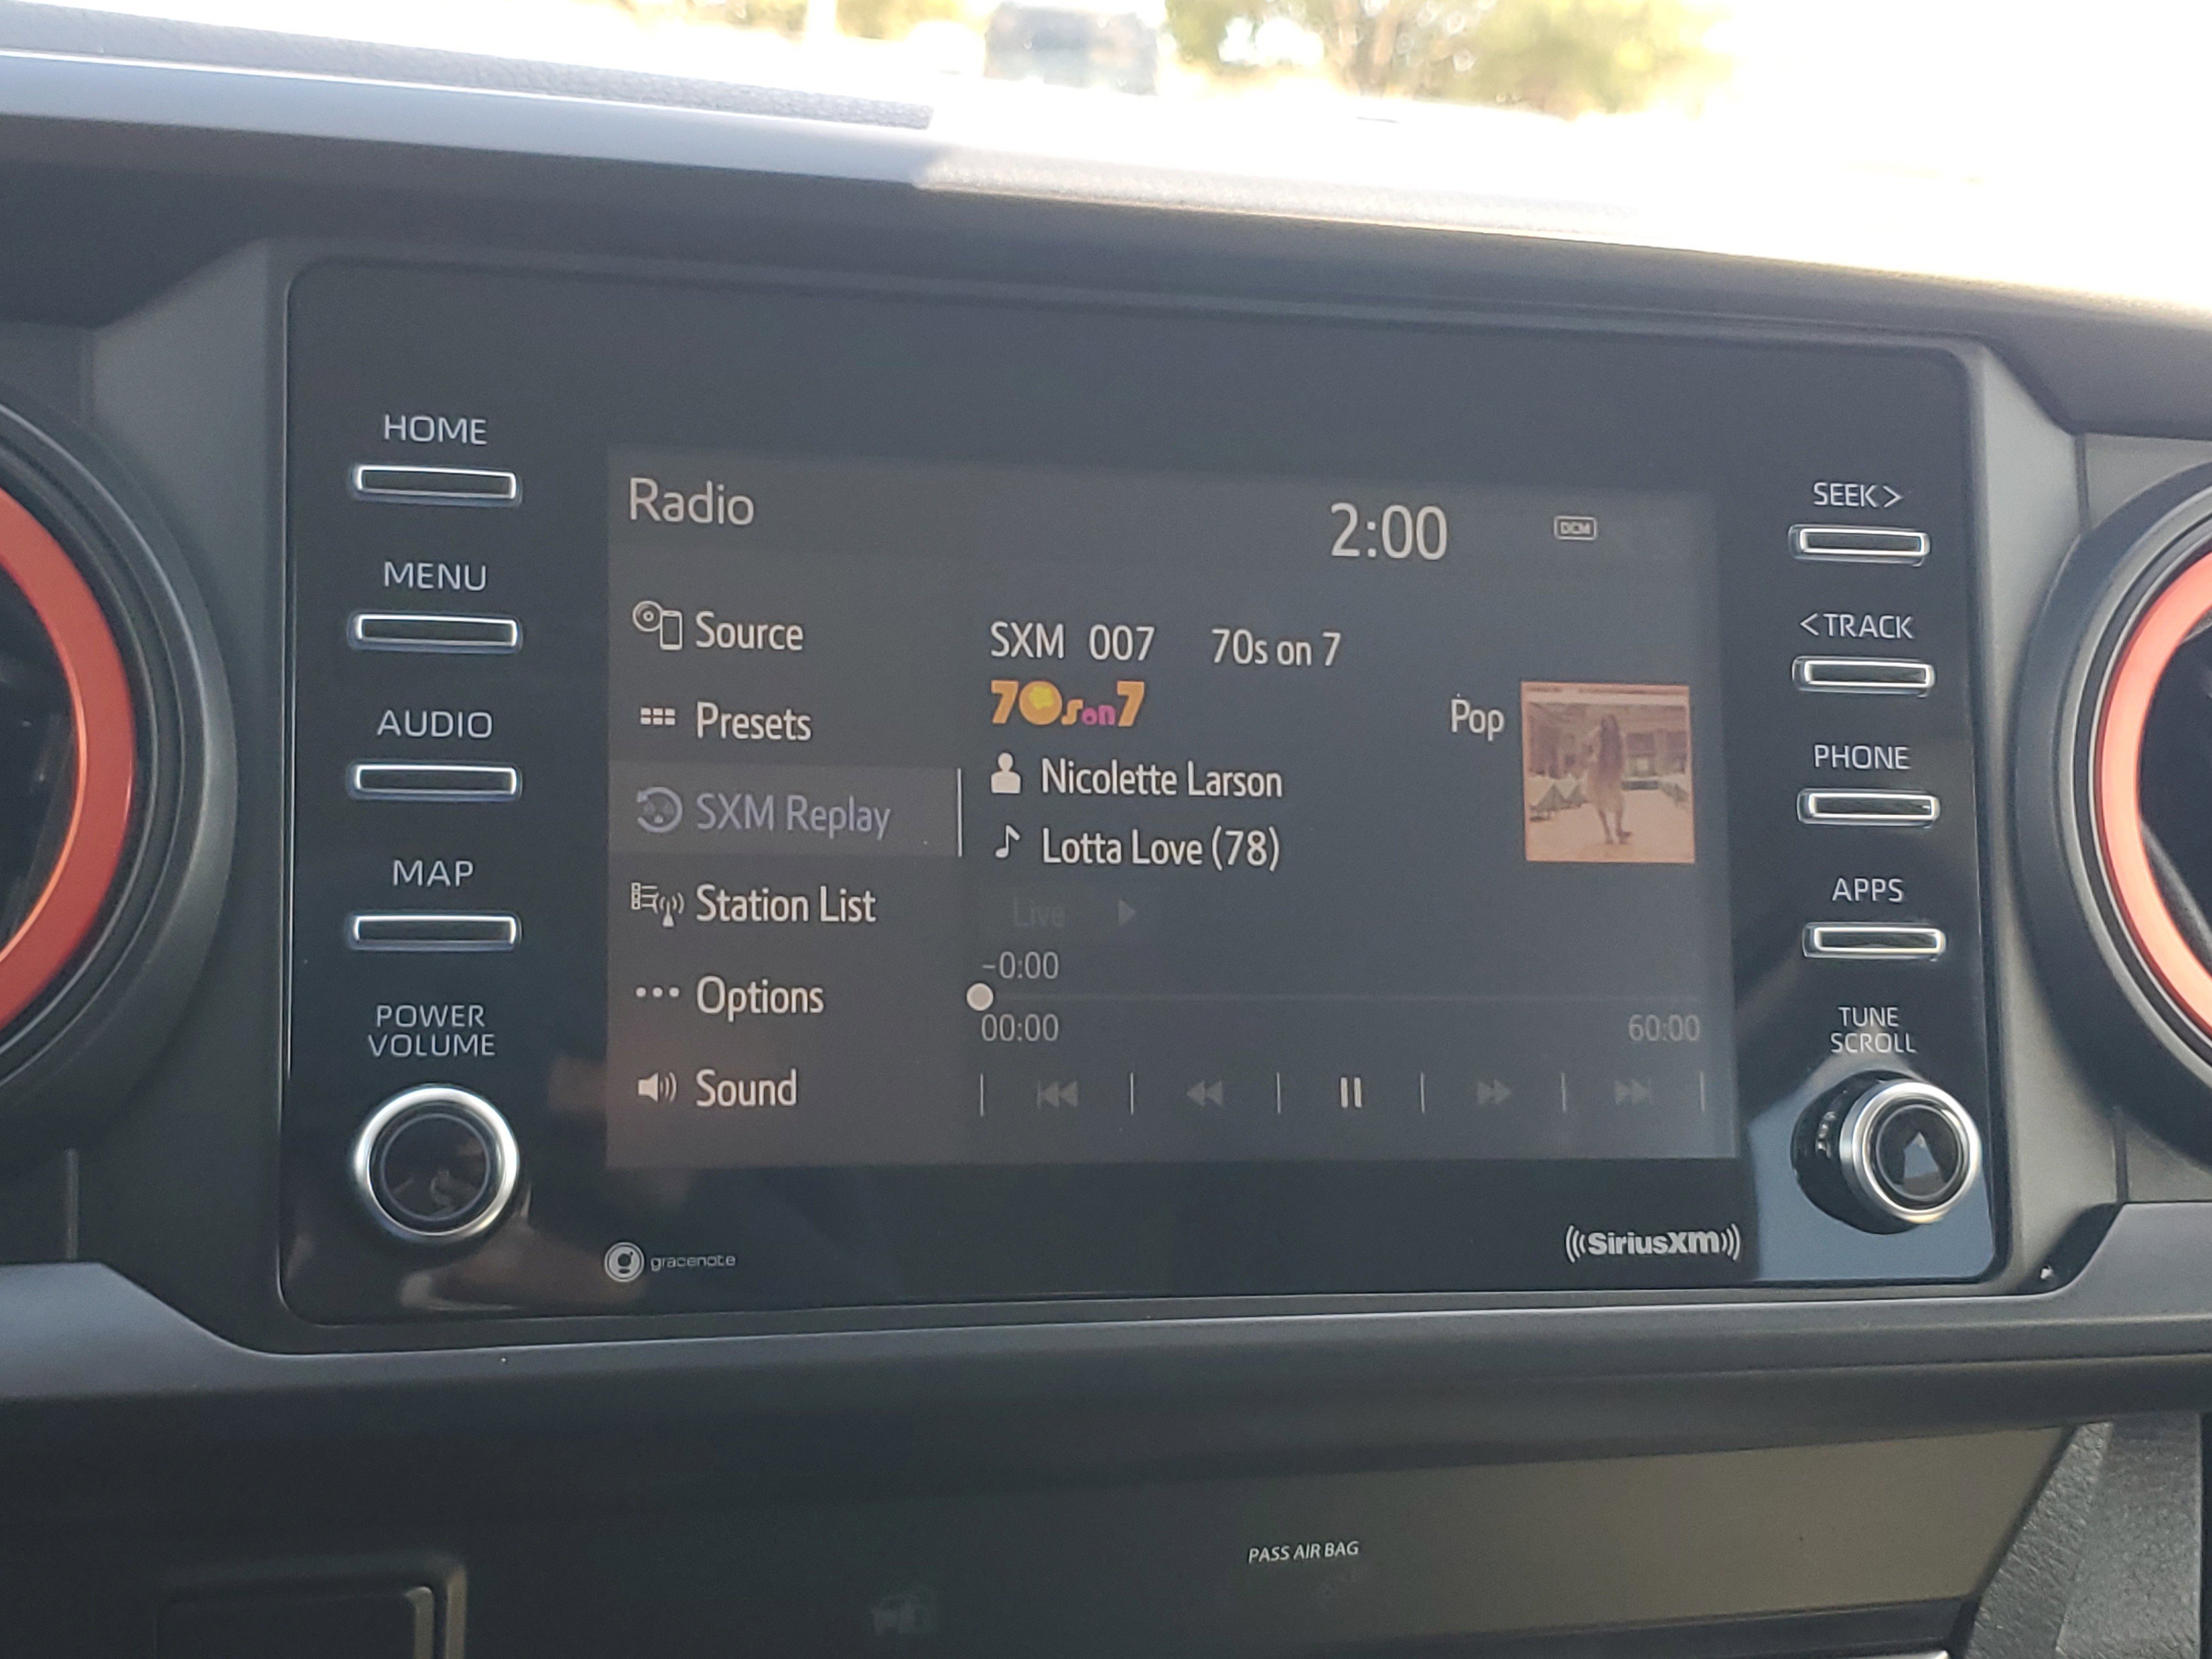 HOME
MENU
AUDIO
MAP
POWER
VOLUME
Radio
2:00
DCM
Source
Presets
SXM Replay
Station List
Options
Sound
SXM 007 70s on 7
70s on 7
Pop
Nicolette Larson
Lotta Love (78)
Live
-0:00
00:00
60:00
SEEK >
< TRACK
PHONE
APPS
TUNE
SCROLL
gracenote
((SiriusXM))
PASS AIR BAG